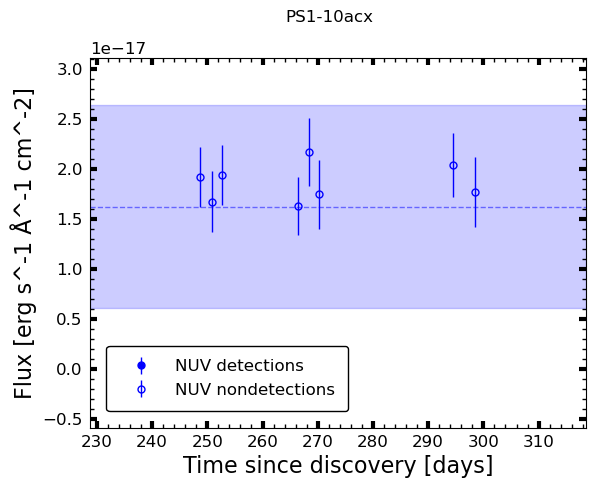 PS1-10acx
1e−17
3.0
2.5
2.0
1.5
1.0
0.5
0.0
−0.5
Flux [erg s^-1 Å^-1 cm^-2]
NUV detections
NUV nondetections
230 240 250 260 270 280 290 300 310
Time since discovery [days]